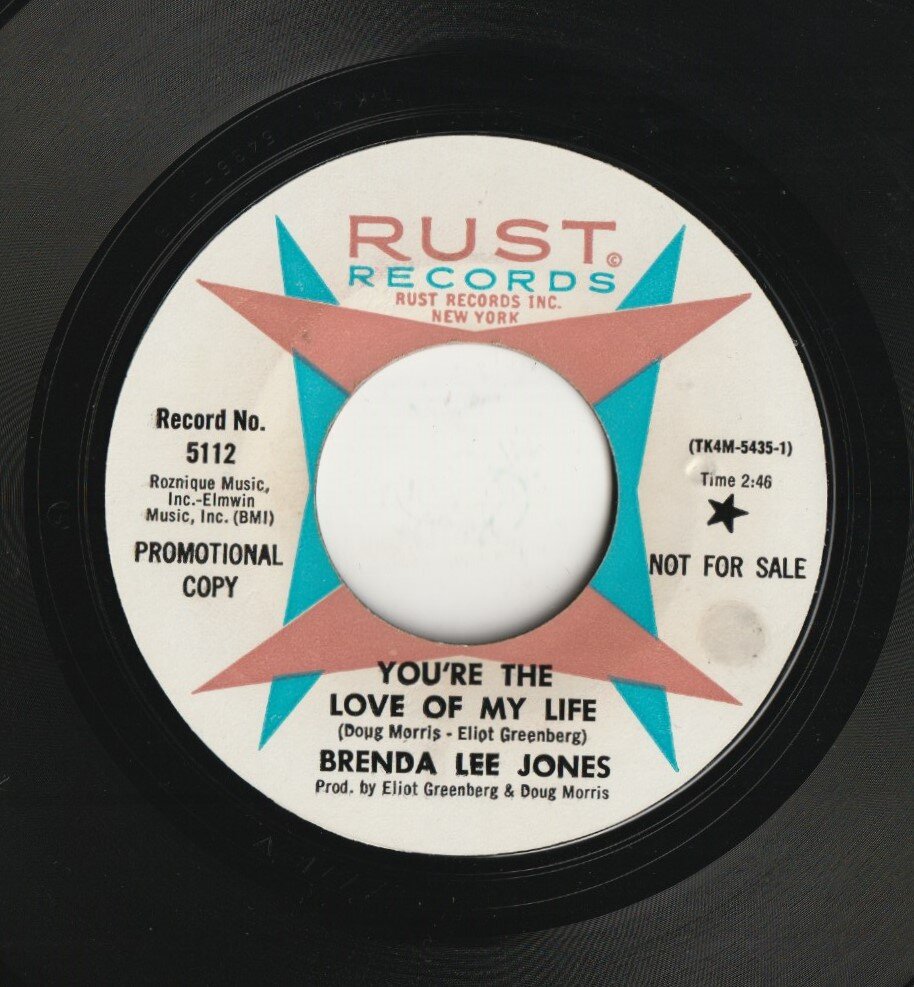 RUST©
RECORDS
RUST RECORDS INC.
NEW YORK
Record No.
5112
Roznique Music,
Inc.-Elmwin
Music, Inc. (BMI)
PROMOTIONAL
COPY
(TK4M-5435-1)
Time 2:46
NOT FOR SALE
YOU'RE THE
LOVE OF MY LIFE
(Doug Morris - Eliot Greenberg)
BRENDA LEE JONES
Prod. by Eliot Greenberg & Doug Morris